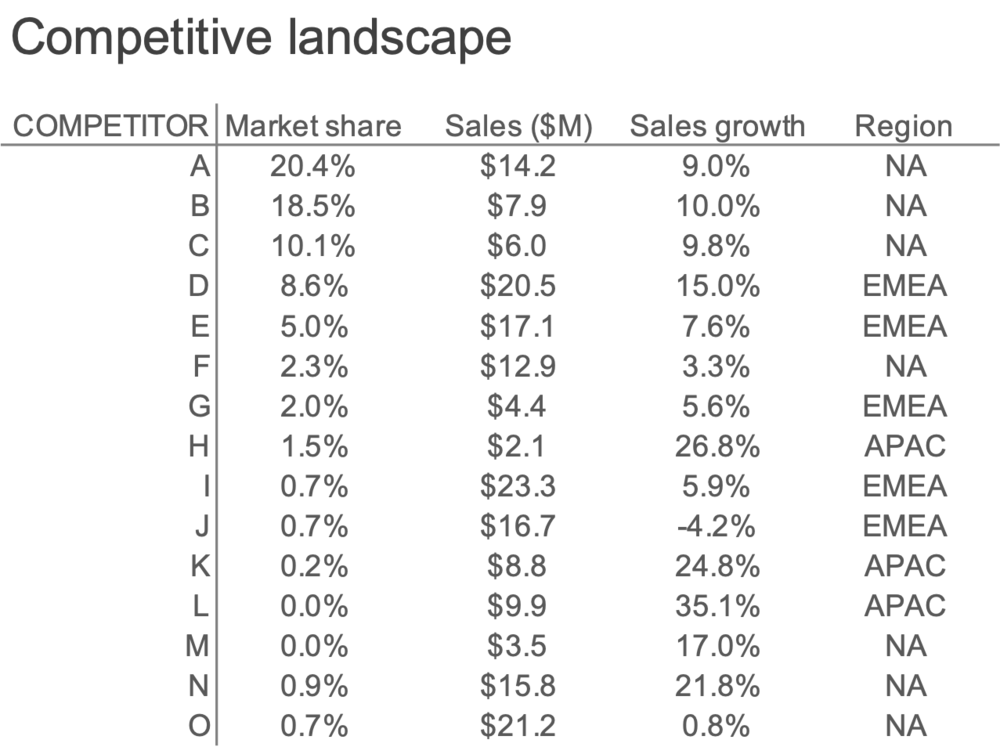 Competitive landscape
COMPETITOR Market share Sales ($M) Sales growth Region
A 20.4% $14.2 9.0% NA
B 18.5% $7.9 10.0% NA
C 10.1% $6.0 9.8% NA
D 8.6% $20.5 15.0% EMEA
E 5.0% $17.1 7.6% EMEA
F 2.3% $12.9 3.3% NA
G 2.0% $4.4 5.6% EMEA
H 1.5% $2.1 26.8% APAC
I 0.7% $23.3 5.9% EMEA
J 0.7% $16.7 -4.2% EMEA
K 0.2% $8.8 24.8% APAC
L 0.0% $9.9 35.1% APAC
M 0.0% $3.5 17.0% NA
N 0.9% $15.8 21.8% NA
O 0.7% $21.2 0.8% NA